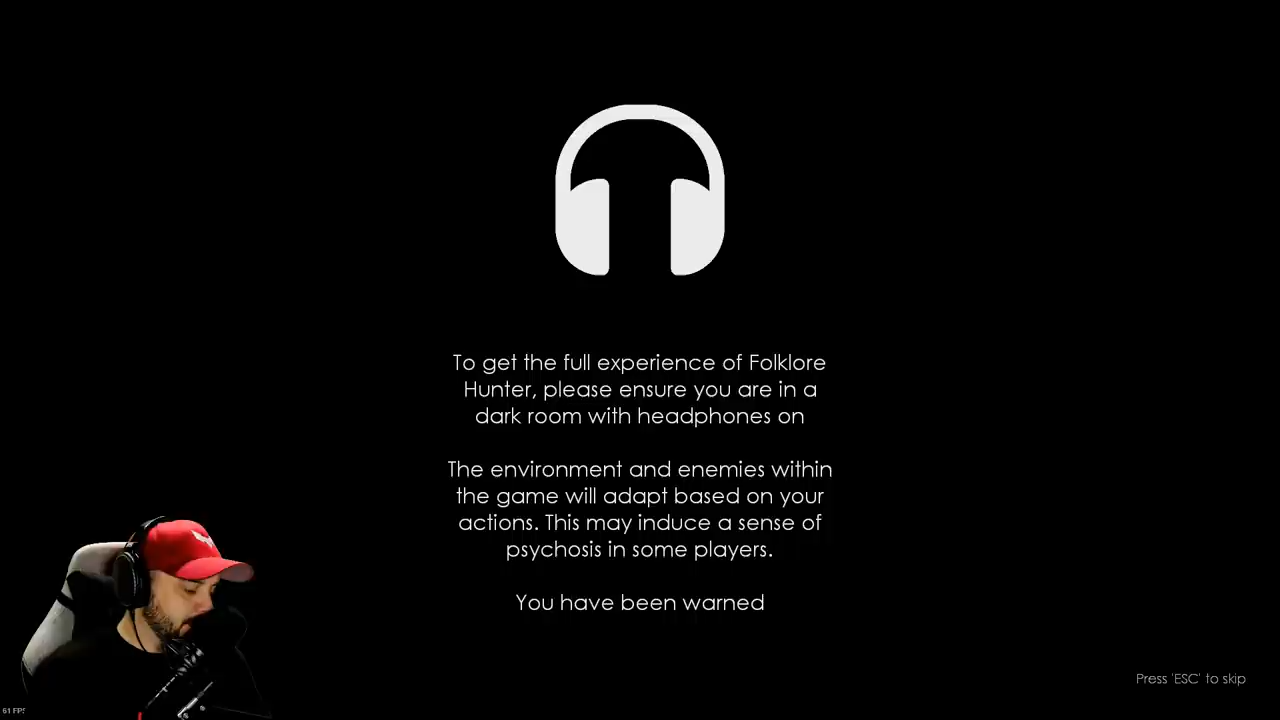 To get the full experience of Folklore
Hunter, please ensure you are in a
dark room with headphones on
The environment and enemies within
the game will adapt based on your
actions. This may induce a sense of
psychosis in some players.
You have been warned
Press 'ESC' to skip
61 FPS